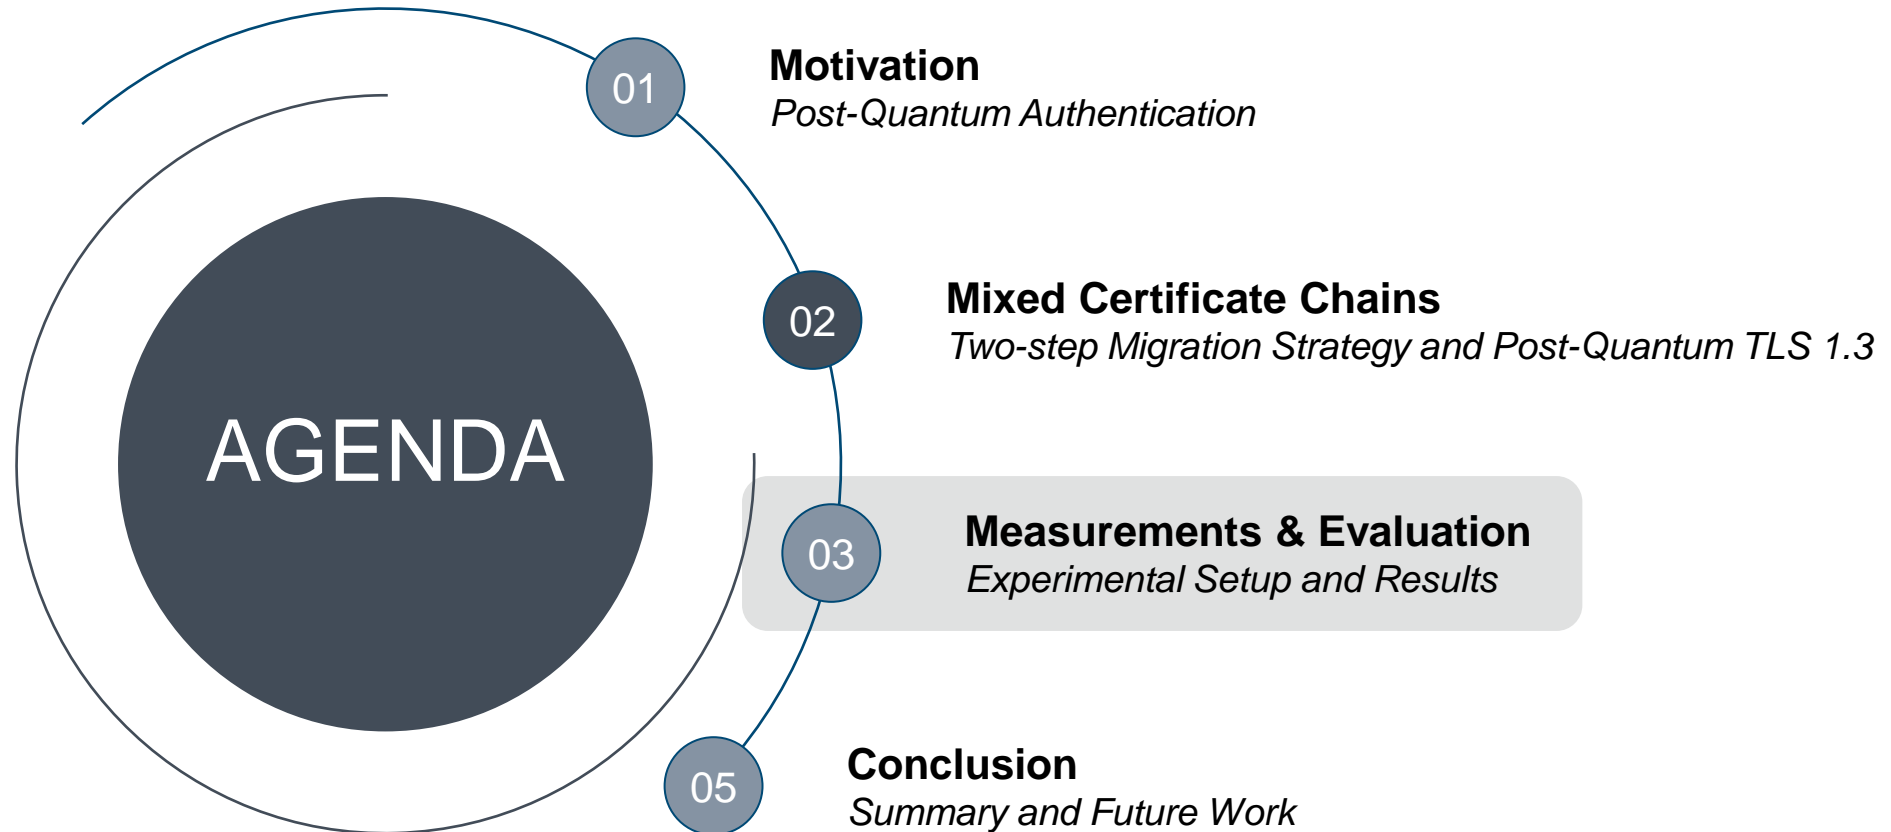 AGENDA
01
Motivation
Post-Quantum Authentication
02
Mixed Certificate Chains
Two-step Migration Strategy and Post-Quantum TLS 1.3
03
Measurements & Evaluation
Experimental Setup and Results
05
Conclusion
Summary and Future Work